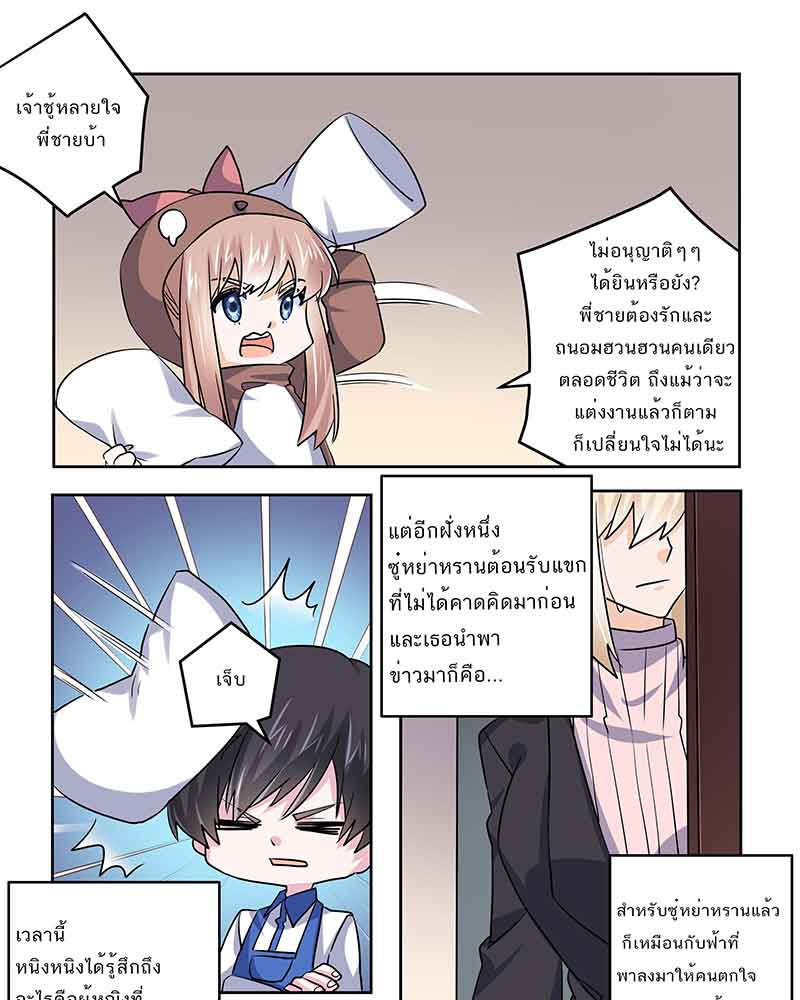 เจ้าชู้หลายใจ
พี่ชายบ้า
ไม่อนุญาติๆๆ
ได้ยินหรือยัง?
พี่ชายต้องรักและ
ถนอมฮวนฮวนคนเดียว
ตลอดชีวิต ถึงแม้ว่าจะ
แต่งงานแล้วก็ตาม
ก็เปลี่ยนใจไม่ได้นะ
แต่อีกฝั่งหนึ่ง
ซู่หย่าหรานต้อนรับแขก
ที่ไม่ได้คาดคิดมาก่อน
และเธอนำพา
ข่าวมาก็คือ...
เจ็บ
เวลานี้
หนิงหนิงได้รู้สึกถึง
อะไรคือผู้หญิงที่
สำหรับซู่หย่าหรานแล้ว
ก็เหมือนกับฟ้าที่
พาลงมาให้คนตกใจ